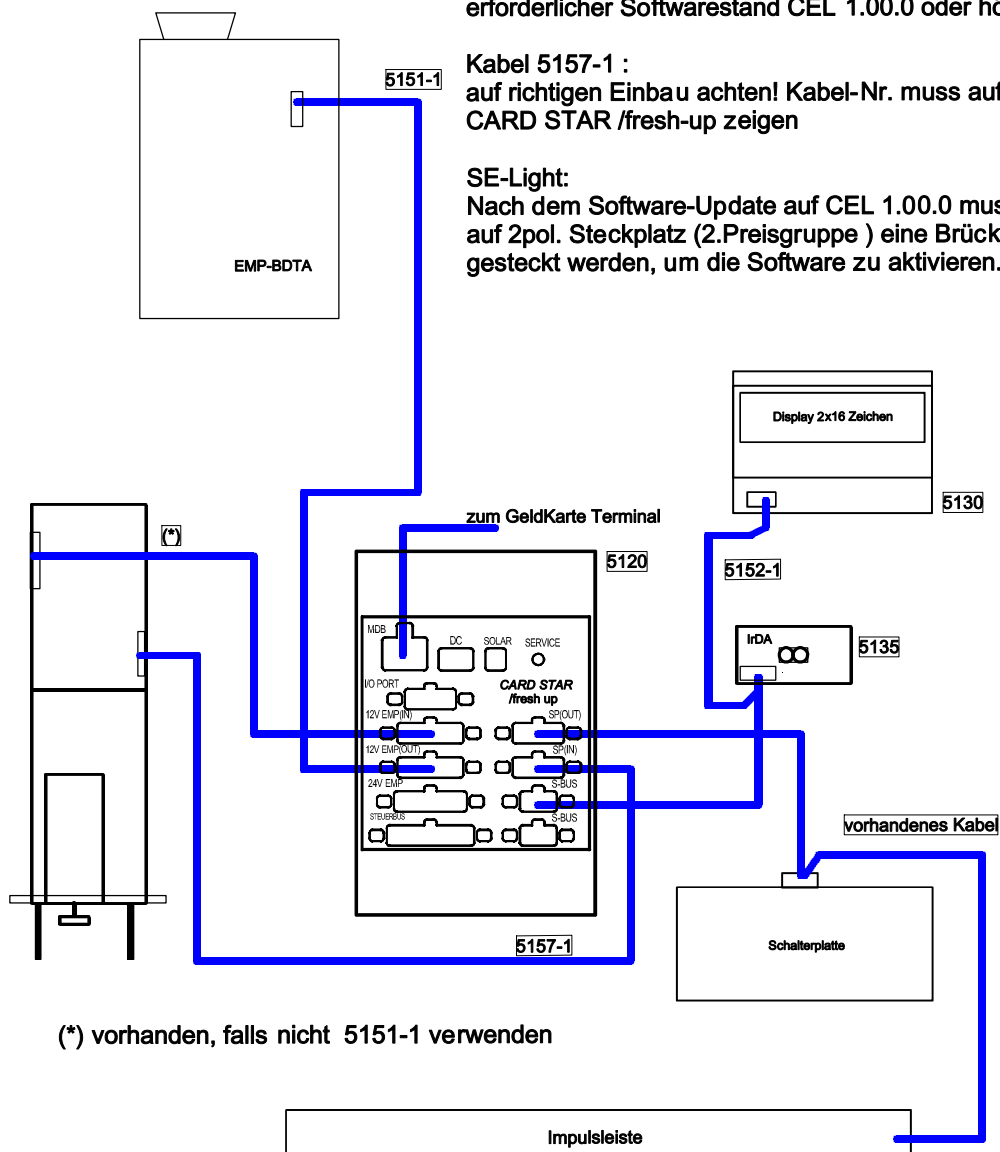 erforderlicher Softwarestand CEL 1.00.0 oder
Kabel 5157-1 :
auf richtigen Einbau achten! Kabel-Nr. muss auf
CARD STAR /fresh-up zeigen
SE-Light:
Nach dem Software-Update auf CEL 1.00.0
auf 2pol. Steckplatz (2.Preisgruppe ) eine
gesteckt werden, um die Software zu aktivieren.
5151-1
EMP-BDTA
Display 2x16 Zeichen
5130
(*)
zum GeldKarte Terminal
5120
5152-1
IrDA
5135
MDB
DC
SOLAR
SERVICE
I/O PORT
CARD STAR
/fresh up
12V EMP(IN)
SP(OUT)
12V EMP(OUT)
SP(IN)
24V EMP
S-BUS
STEUERBUS
S-BUS
vorhandenes Kabel
5157-1
Schalterplatte
(*) vorhanden, falls nicht 5151-1 verwenden
Impulsleiste